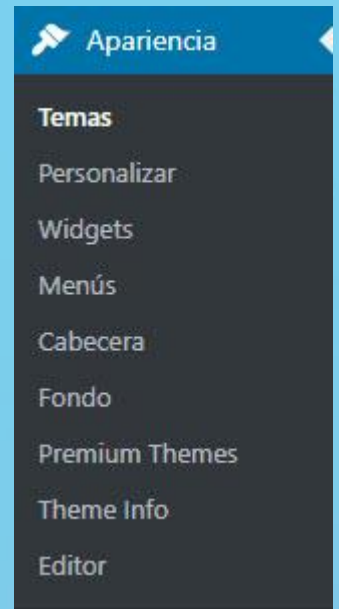 Apariencia
Temas
Personalizar
Widgets
Menús
Cabecera
Fondo
Premium Themes
Theme Info
Editor